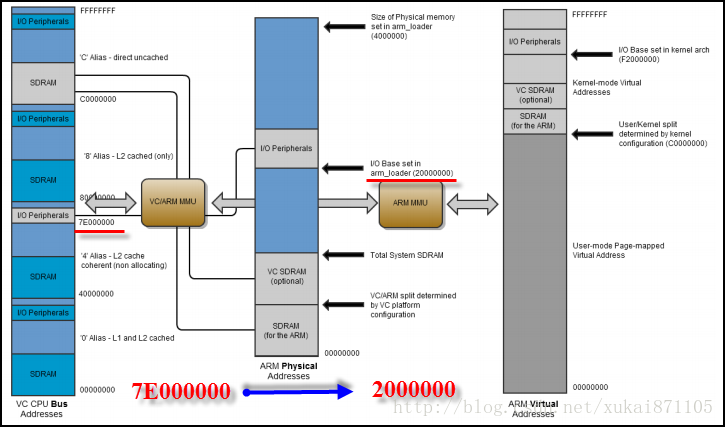 FFFFFFFF
I/O Peripherals
'C' Alias - direct uncached
SDRAM
C0000000
I/O Peripherals
'8' Alias - L2 cached (only)
SDRAM
I/O Peripherals
7E000000
'4' Alias - L2 cache
coherent (non allocating)
SDRAM
40000000
I/O Peripherals
'0' Alias - L1 and L2 cached
SDRAM
00000000
VC CPU Bus
Addresses
VC/ARM MMU
Size of Physical memory
set in arm_loader
(4000000)
I/O Peripherals
I/O Base set in
arm_loader (20000000)
Total System SDRAM
VC SDRAM
(optional)
VC/ARM split determined
by VC platform
configuration
SDRAM
(for the ARM)
00000000
ARM Physical
Addresses
ARM MMU
FFFFFFFF
I/O Peripherals
I/O Base set in kernel arch
(F2000000)
Kernel-mode Virtual
Addresses
VC SDRAM
(optional)
SDRAM
(for the ARM)
User/Kernel split
determined by kernel
configuration (C0000000)
User-mode Page-mapped
Virtual Address
00000000
ARM Virtual
Addresses
7E000000
2000000